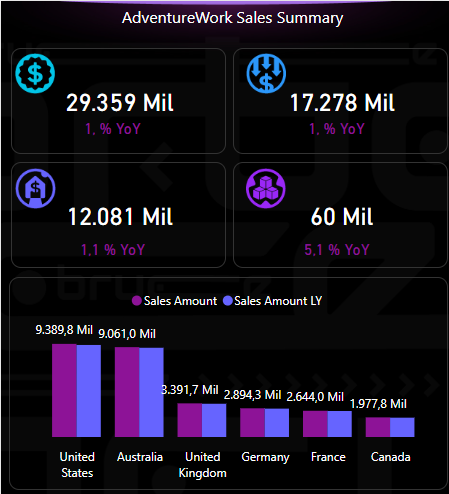 AdventureWork Sales Summary
29.359 Mil
1, % YoY
17.278 Mil
1, % YoY
12.081 Mil
1,1 % YoY
60 Mil
5,1 % YoY
Sales Amount Sales Amount LY
9.389,8 Mil
9.061,0 Mil
3.391,7 Mil
2.894,3 Mil
2.644,0 Mil
1.977,8 Mil
United States
Australia
United Kingdom
Germany
France
Canada